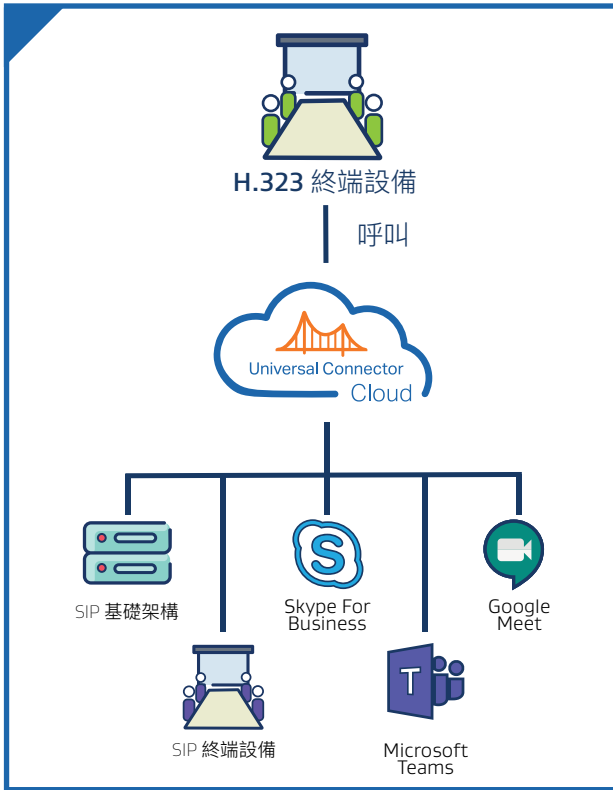 H.323 終端設備
呼叫
Universal Connector
Cloud
SIP 基礎架構
Skype For
Business
Google
Meet
SIP 終端設備
T
Microsoft
Teams